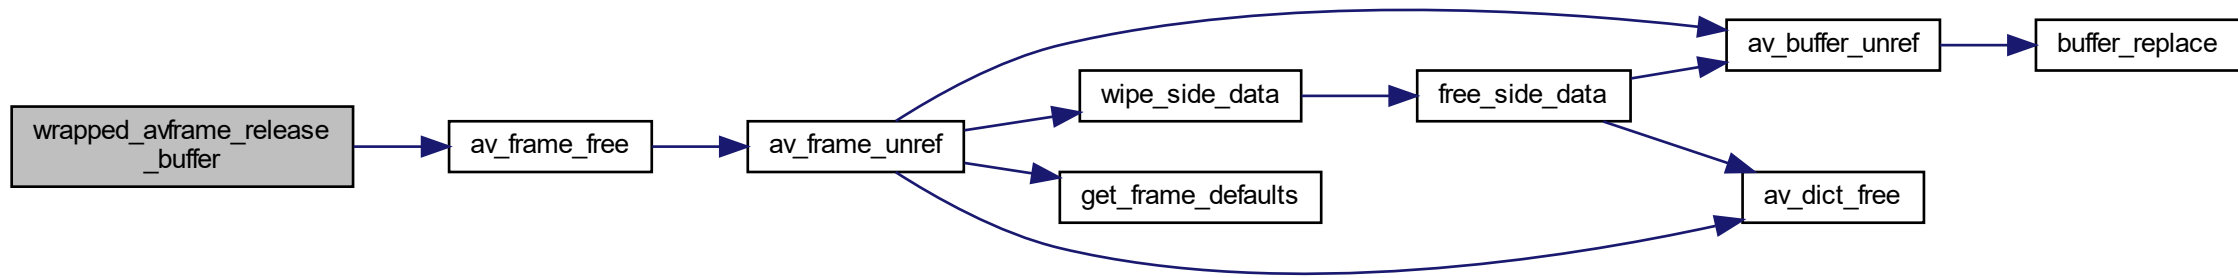 wrapped_avframe_release
_buffer
av_frame_free
av_frame_unref
wipe_side_data
get_frame_defaults
free_side_data
av_buffer_unref
av_dict_free
buffer_replace